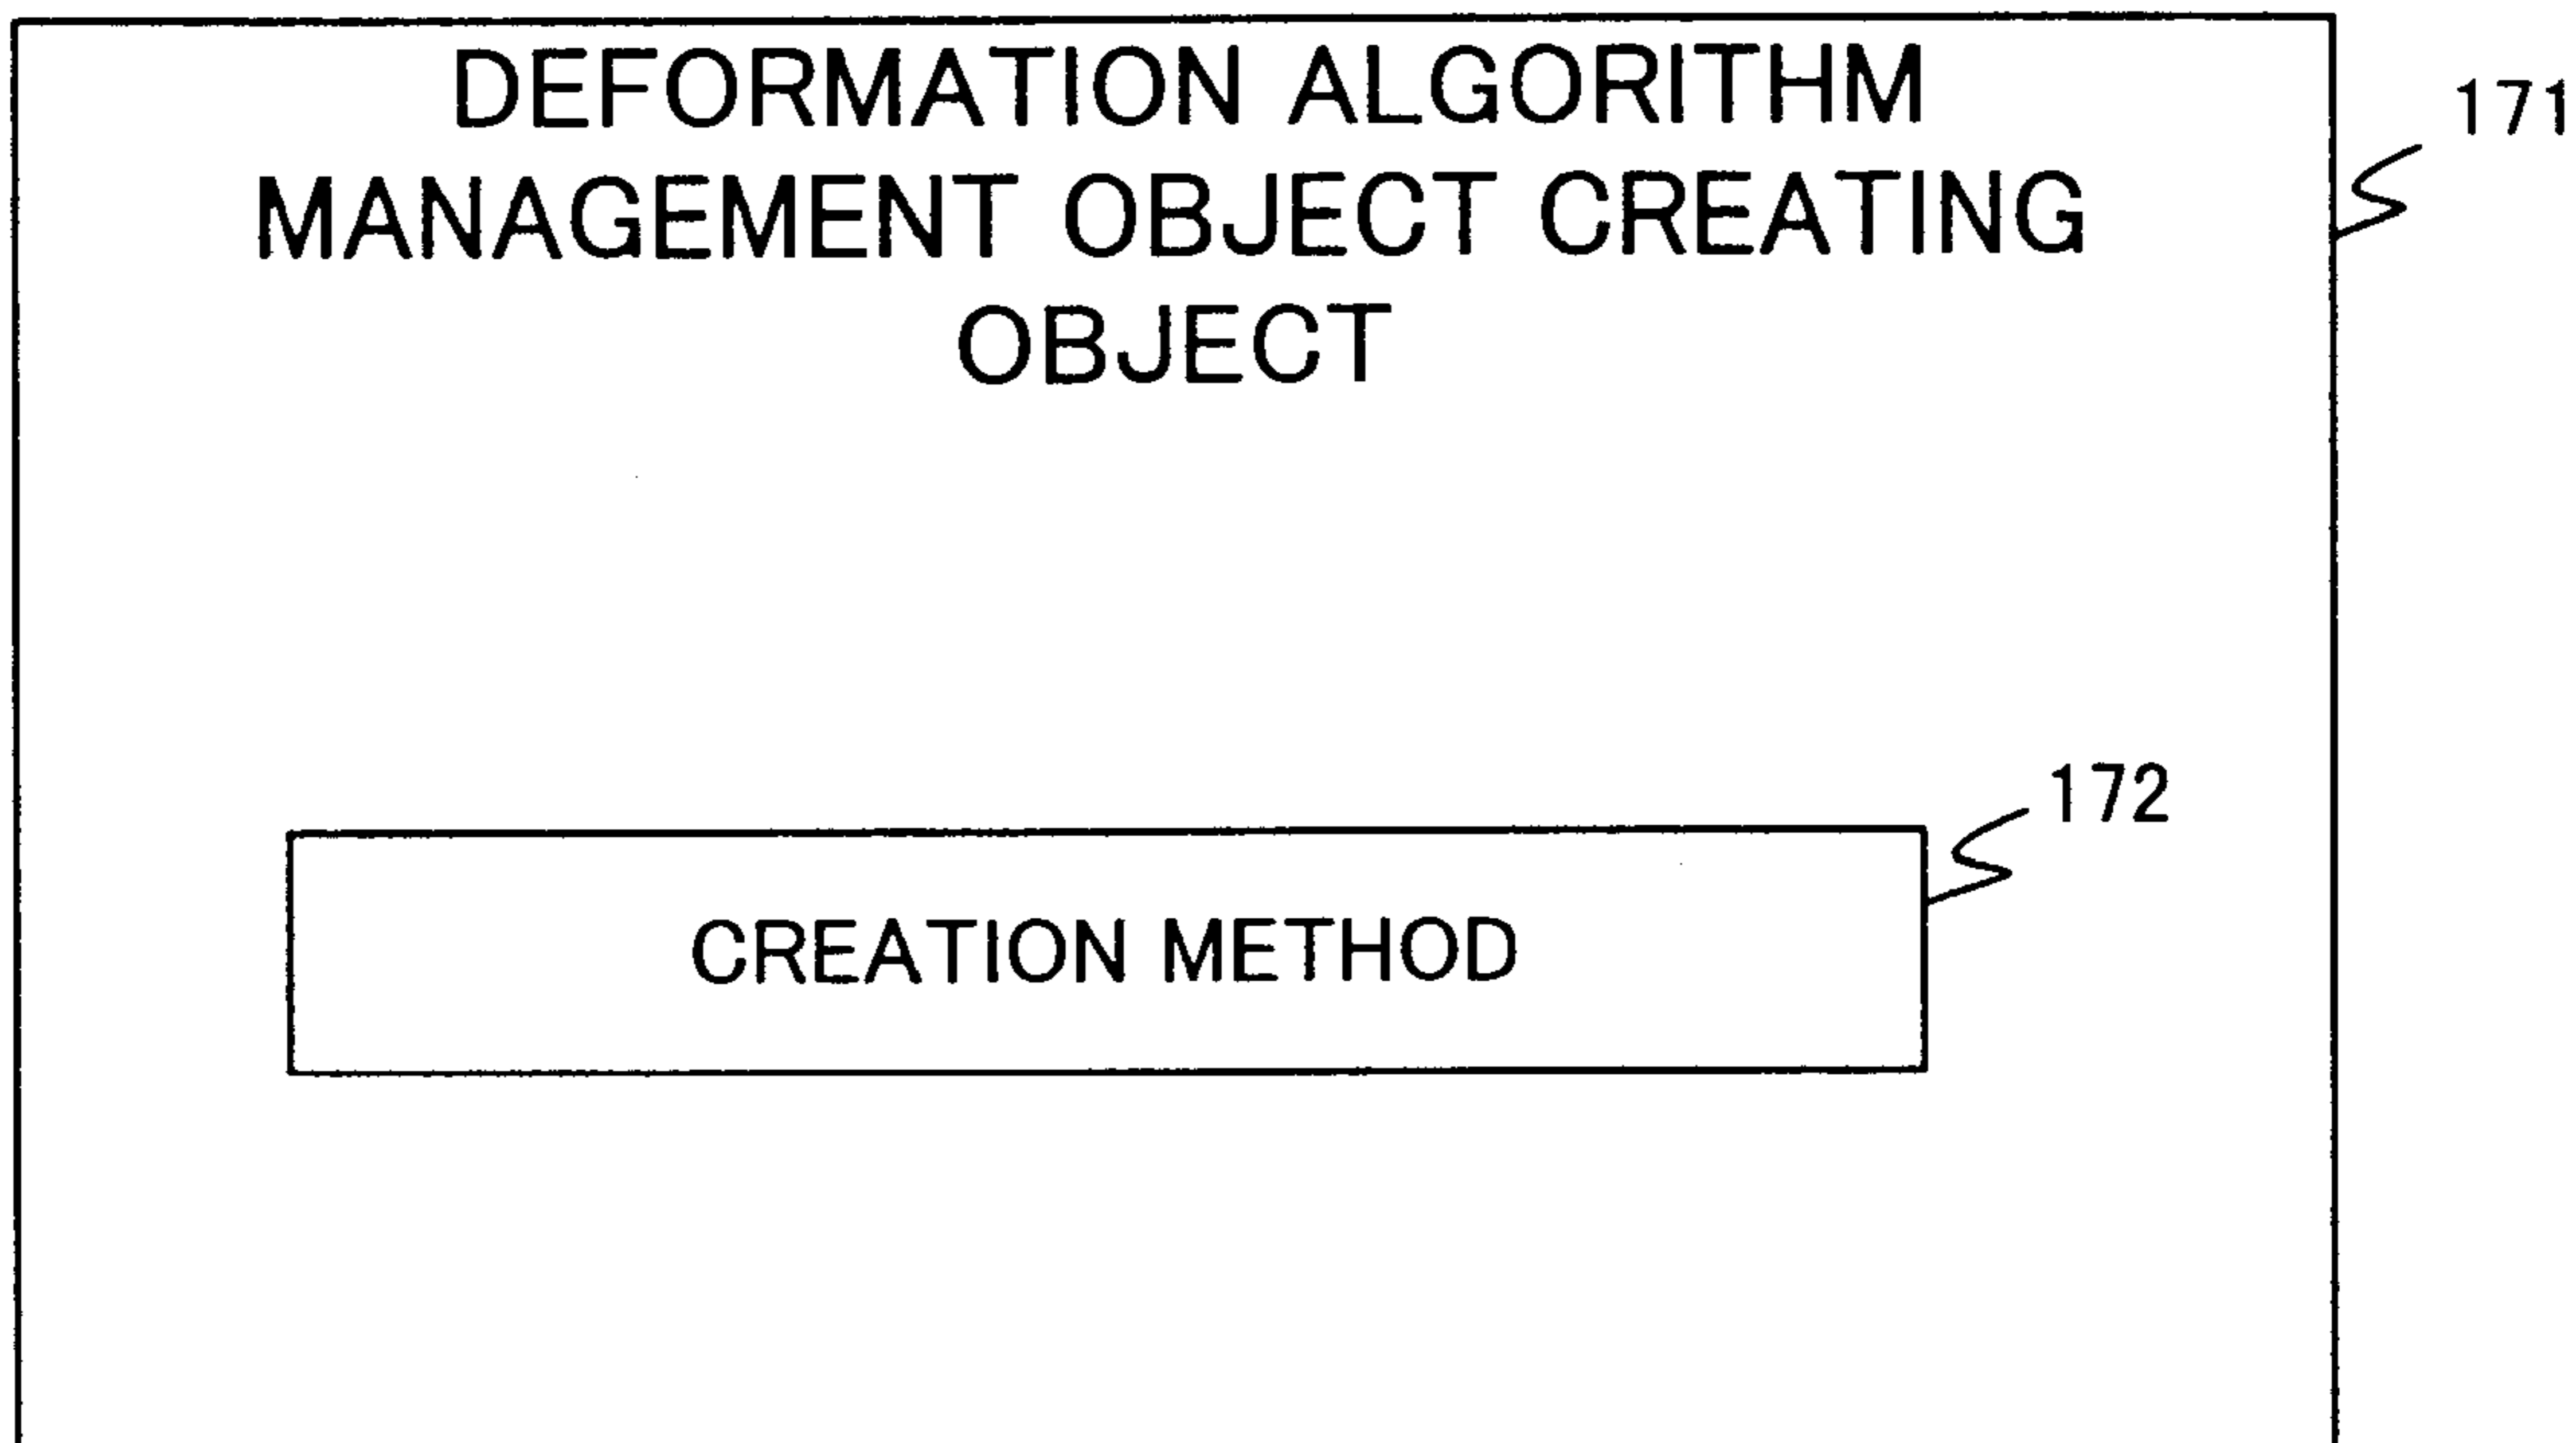 DEFORMATION ALGORITHM
MANAGEMENT OBJECT CREATING
OBJECT
171
172
CREATION METHOD